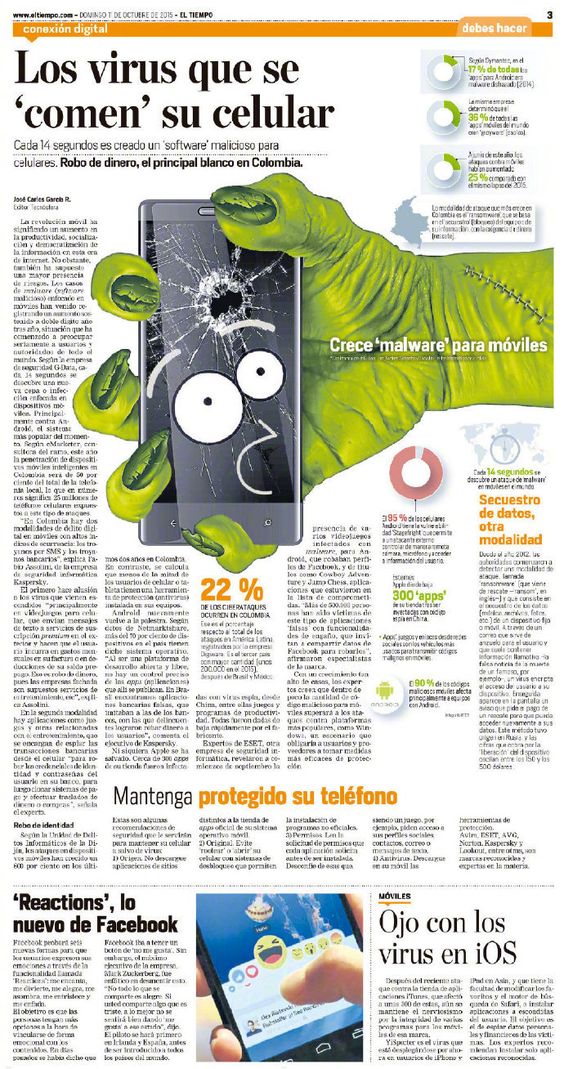 www.eltiempo.com – DOMINGO 11 DE OCTUBRE DE 2015 – EL TIEMPO
3
conexión digital
debes hacer
Los virus que se
‘comen’ su celular
Cada 14 segundos es creado un ‘software’ malicioso para
celulares. Robo de dinero, el principal blanco en Colombia.
Según Symantec, en el
17 % de todas las
‘apps’ para Android era
malware disfrazado (2014).
La misma empresa
determinó que el
36 % de todas las
‘apps’ móviles del mundo
A junio de este año, los
ataques contra móviles
habían aumentado
25 % comparado con
el mismo lapso del 2015.
La modalidad de ataque que más crece en
Colombia es el ‘ransomware’, que se basa
en el secuestro (bloqueo) del equipo o de
su información, con la exigencia de dinero
(rescate).
José Carlos García R.
Editor Tecnósfera
La revolución móvil ha
significado un aumento en
la productividad, socialización
y democratización de
la información en esta era
de internet. No obstante,
también ha supuesto
una mayor presencia
de riesgos. Los casos
de malware (software
malicioso) enfocado en
móviles han venido registrando
un aumento sostenido
a doble dígito año
tras año, situación que ha
comenzado a preocupar
seriamente a usuarios y
autoridades de todo el
mundo. Según la empresa
de seguridad G-Data, cada
14 segundos se
descubre una nueva
cepa o infección
enfocada en
dispositivos móviles.
Principalmente
contra Android,
el sistema
más popular del momento.
Según eMarketer, consultora
del ramo, este año
la penetración de dispositivos
móviles inteligentes en
Colombia será de 50 por
ciento del total de la telefonía
local, lo que en números
significa 25 millones de
teléfonos celulares expuestos
a este tipo de ataques.
“En Colombia hay dos
modalidades de delito digital
en móviles con altos índices
de ocurrencia: los troyanos
por SMS y los troyanos
bancarios”, explica Fabio
Assolini, de la empresa
de seguridad informática
Kaspersky.
El primero hace alusión
a los virus que vienen escondidos
“principalmente
en videojuegos para celular,
que envían mensajes
de texto a servicios de suscripción
premium en el exterior
y hacen que el usuario
incurra en gastos mensuales
en su factura o en deducciones
de su saldo prepago.
Eso es robo de dinero,
pues las empresas fachada
son supuestos servicios de
entretenimiento, etc”, explica
Assolini.
En la segunda modalidad
hay aplicaciones como juegos
y otras relacionadas
con el entretenimiento, que
se encargan de espiar las
transacciones bancarias
desde el celular “para robar
las credenciales de identidad
y contraseñas del
usuario en su banco, para
luego clonar sistemas de pago
y efectuar traslados de
dinero o compras”, señala
el experto.
Robo de identidad
Según la Unidad de Delitos
Informáticos de la Dijín,
los ataques en dispositivos
móviles han crecido un
600 por ciento en los últimos
dos años en Colombia.
En contraste, se calcula
que menos de la mitad de
los usuarios de celular o tableta
tienen una herramienta
de protección antivirus
instalada en sus equipos.
Android nuevamente
vuelve a la palestra. Según
datos de Netmarketshare,
más del 70 por ciento de dispositivos
en el país tienen
dicho sistema operativo.
“Al ser una plataforma de
desarrollo abierta y libre,
no hay un control preciso
de las apps (aplicaciones)
que allí se publican. En Brasil
encontramos aplicaciones
bancarias falsas, que
imitaban a las de los bancos,
con las que delincuentes
lograron robar dinero a
los usuarios”, comenta el
ejecutivo de Kaspersky.
Ni siquiera Apple se ha
salvado. Cerca de 300 apps
de su tienda fueron infectadas
con virus espía, desde
China, entre ellas juegos y
programas de productividad.
Todas fueron dadas de
baja rápidamente por el fabricante.
Expertos de ESET, otra
empresa de seguridad informática,
revelaron a comienzos
de septiembre la
presencia de varios
videojuegos
infectados con
malware, para Android,
que robaban perfiles
de Facebook, y de títulos
como Cowboy Adventure
y Jump Chess, aplicaciones
que estuvieron en
la lista de comprometidas.
“Más de 500.000 personas
han sido víctimas de
este tipo de aplicaciones
‘falsas’ con funcionalidades
de engaño, que invitan
a compartir datos de
Facebook para robarlos”,
afirmaron especialistas
de la marca.
Con un crecimiento tan
alto de casos, los expertos
creen que dentro de
poco la cantidad de código
malicioso para móviles
superará a los ataques
contra plataformas
más populares, como Windows,
un escenario que
obligaría a usuarios y proveedores
a tomar medidas
más eficaces de protección.
22 %
DE LOS CIBERATAQUES
OCURREN EN COLOMBIA
Ese es el porcentaje
respecto al total de los
ataques en América Latina,
registrados por la empresa
Digiware. Es el tercer país
con mayor cantidad (unos
200.000 en el 2015),
después de Brasil y México
Crece ‘malware’ para móviles
El 95 % de los celulares
Android tiene la vulnerabilidad
Stagefright que permite a
un atacante externo
controlar de manera remota
cámara, micrófono y acceder
a información del usuario.
300 ‘apps’
‘Apps’, juegos y enlaces desde redes
sociales son los vehículos más
usados para transportar códigos
malignos en móviles.
ANDROID
El 90 % de los códigos
maliciosos móviles afecta
principalmente a equipos
con Android.
Cada 14 segundos se
descubre un ataque de ‘malware’
en móviles en el mundo.
Secuestro
de datos,
otra
modalidad
Desde el año 2012, las
autoridades comenzaron a
detectar una modalidad de
ataque, llamada
‘ransomware’ (que viene
de rescate –ransom–, en
inglés–) y que consiste en
el secuestro de los datos
(archivos, fotos,
etc.) de un dispositivo fijo
o móvil. A través de un
correo que sirve de
anzuelo para el usuario y
que suele contener
información llamativa –la
falsa noticia de la muerte
de un famoso, por
ejemplo–, un virus encripta
el acceso del usuario a su
dispositivo. Enseguida
aparece en la pantalla un
aviso que pide el pago de
un rescate para que pueda
acceder nuevamente a sus
datos. Este método tuvo
origen en Rusia, y las
cifras que cobra por la
‘liberación’ del dispositivo
oscilan entre los 150 y los
500 dólares.
Mantenga protegido su teléfono
Estas son algunas
recomendaciones de
seguridad que le servirán
para mantener su celular
a salvo de un virus:
1) Origen. No descargue
aplicaciones de sitios
distintos a la tienda de
apps oficial de su sistema
operativo móvil.
2) Original. Evite
‘rootear’ o ‘abrir’ su
celular con sistemas de
desbloqueo que permiten
la instalación de
programas no oficiales.
3) Permisos. Lea la
solicitud de permisos que
cada aplicación solicita
antes de ser instalada.
Desconfíe de esas que,
siendo un juego, por
ejemplo, piden acceso a
sus perfiles sociales,
contactos, correo o
mensajes de texto.
4) Antivirus. Descargue
en su móvil las
herramientas de
protección.
Avira, ESET, AVG,
Norton, Kaspersky y
Lookout, entre otras, son
marcas reconocidas y
expertas en la materia.
‘Reactions’, lo
nuevo de Facebook
Facebook probará seis
nuevas formas para que
los usuarios expresen sus
emociones a través de la
funcionalidad llamada
‘Reactions’: me encanta,
me divierte, me alegra, me
asombra, me entristece y
me enfada.
El objetivo es que las
personas tengan más
opciones a la hora de
vincularse de forma
emocional con los
contenidos. En días
pasados se había dicho que
Facebook iba a tener un
botón de ‘no me gusta’. Sin
embargo, el máximo
ejecutivo de la empresa,
Mark Zuckerberg, fue
enfático en desmentir esto.
“No todo lo que se
comparte es alegre. Si
usted comparte algo que es
triste, a lo mejor no se
sentirá bien dando ‘me
gusta’ a ese estado”, dijo.
El piloto se hará primero
en Irlanda y España, antes
de ser introducido a todos
los países del mundo.
MÓVILES
Ojo con los
virus en iOS
Después del reciente ataque
contra la tienda de aplicaciones
iTunes, que afectó
a unas 300 de estas, aún
se mantiene el nerviosismo
por la integridad de varios
programas para los móviles
de esa marca.
YiSpecter es el virus que
está desplegándose por ahora
en usuarios de iPhone y
iPad en Asia, y que tiene la
facultad de modificar los favoritos
y el motor de búsqueda
de Safari, o instalar
aplicaciones a escondidas
del usuario. El objetivo es
el de espiar datos personales
y financieros de las víctimas.
Los expertos recomiendan
instalar solo aplicaciones
reconocidas.